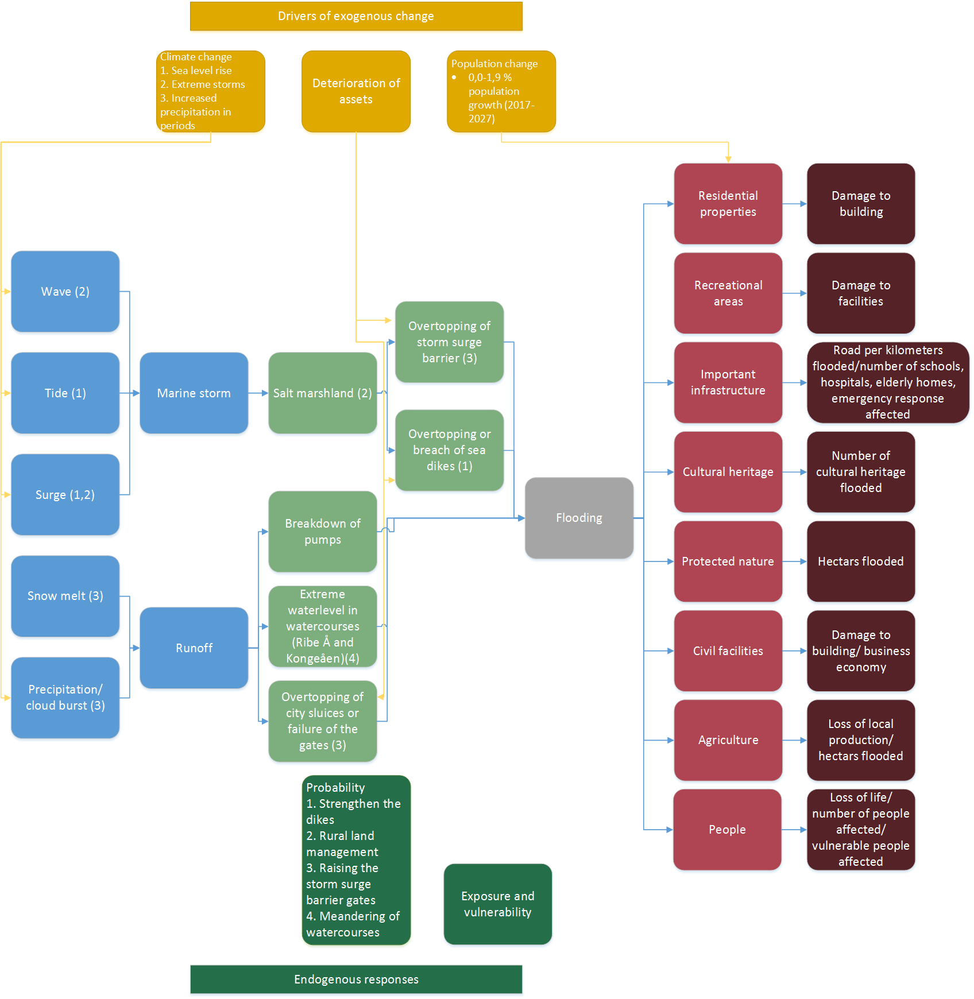 Drivers of exogenous change
Climate change
1. Sea level rise
2. Extreme storms
3. Increased
precipitation in
periods
Deterioration of
assets
Population change
• 0,0-1,9 %
population
growth (2017-
2027)
Wave (2)
Tide (1)
Surge (1,2)
Snow melt (3)
Precipitation/
cloud burst (3)
Marine storm
Runoff
Salt marshland (2)
Breakdown of
pumps
Extreme
waterlevel in
watercourses
(Ribe Å and
Kongeåen)(4)
Overtopping of
city sluices or
failure of the
gates (3)
Overtopping of
storm surge
barrier (3)
Overtopping or
breach of sea
dikes (1)
Flooding
Residential
properties
Damage to
building
Recreational
areas
Damage to
facilities
Important
infrastructure
Road per kilometers
flooded/number of schools,
hospitals, elderly homes,
emergency response
affected
Cultural heritage
Number of
cultural heritage
flooded
Protected nature
Hectars flooded
Civil facilities
Damage to
building/ business
economy
Agriculture
Loss of local
production/
hectars flooded
People
Loss of life/
number of people
affected/
vulnerable people
affected
Probability
1. Strengthen the
dikes
2. Rural land
management
3. Raising the
storm surge
barrier gates
4. Meandering of
watercourses
Exposure and
vulnerability
Endogenous responses